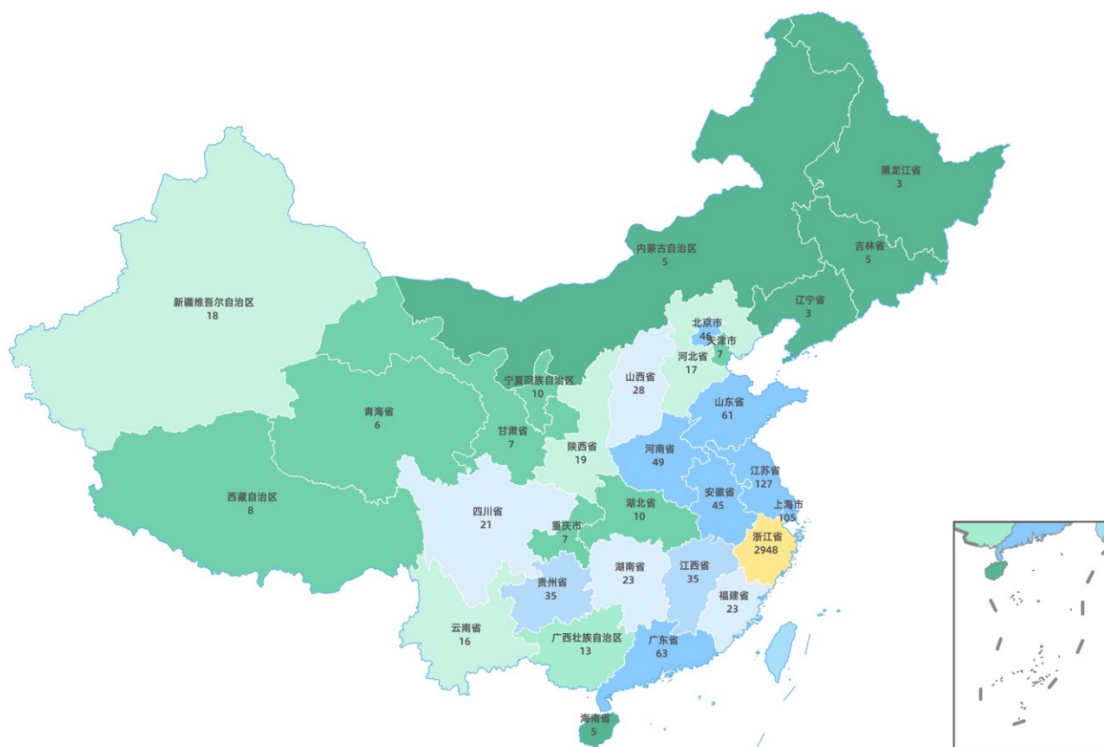 黑龙江省
3
内蒙古自治区
5
吉林省
5
新疆维吾尔自治区
18
辽宁省
3
北京市
46
天津市
7
河北省
17
山西省
28
宁夏回族自治区
10
山东省
61
青海省
6
甘肃省
7
陕西省
19
河南省
49
江苏省
127
西藏自治区
8
安徽省
45
上海市
105
四川省
21
湖北省
10
重庆市
7
浙江省
2948
湖南省
23
江西省
35
贵州省
35
福建省
23
云南省
16
广西壮族自治区
13
广东省
63
海南省
5